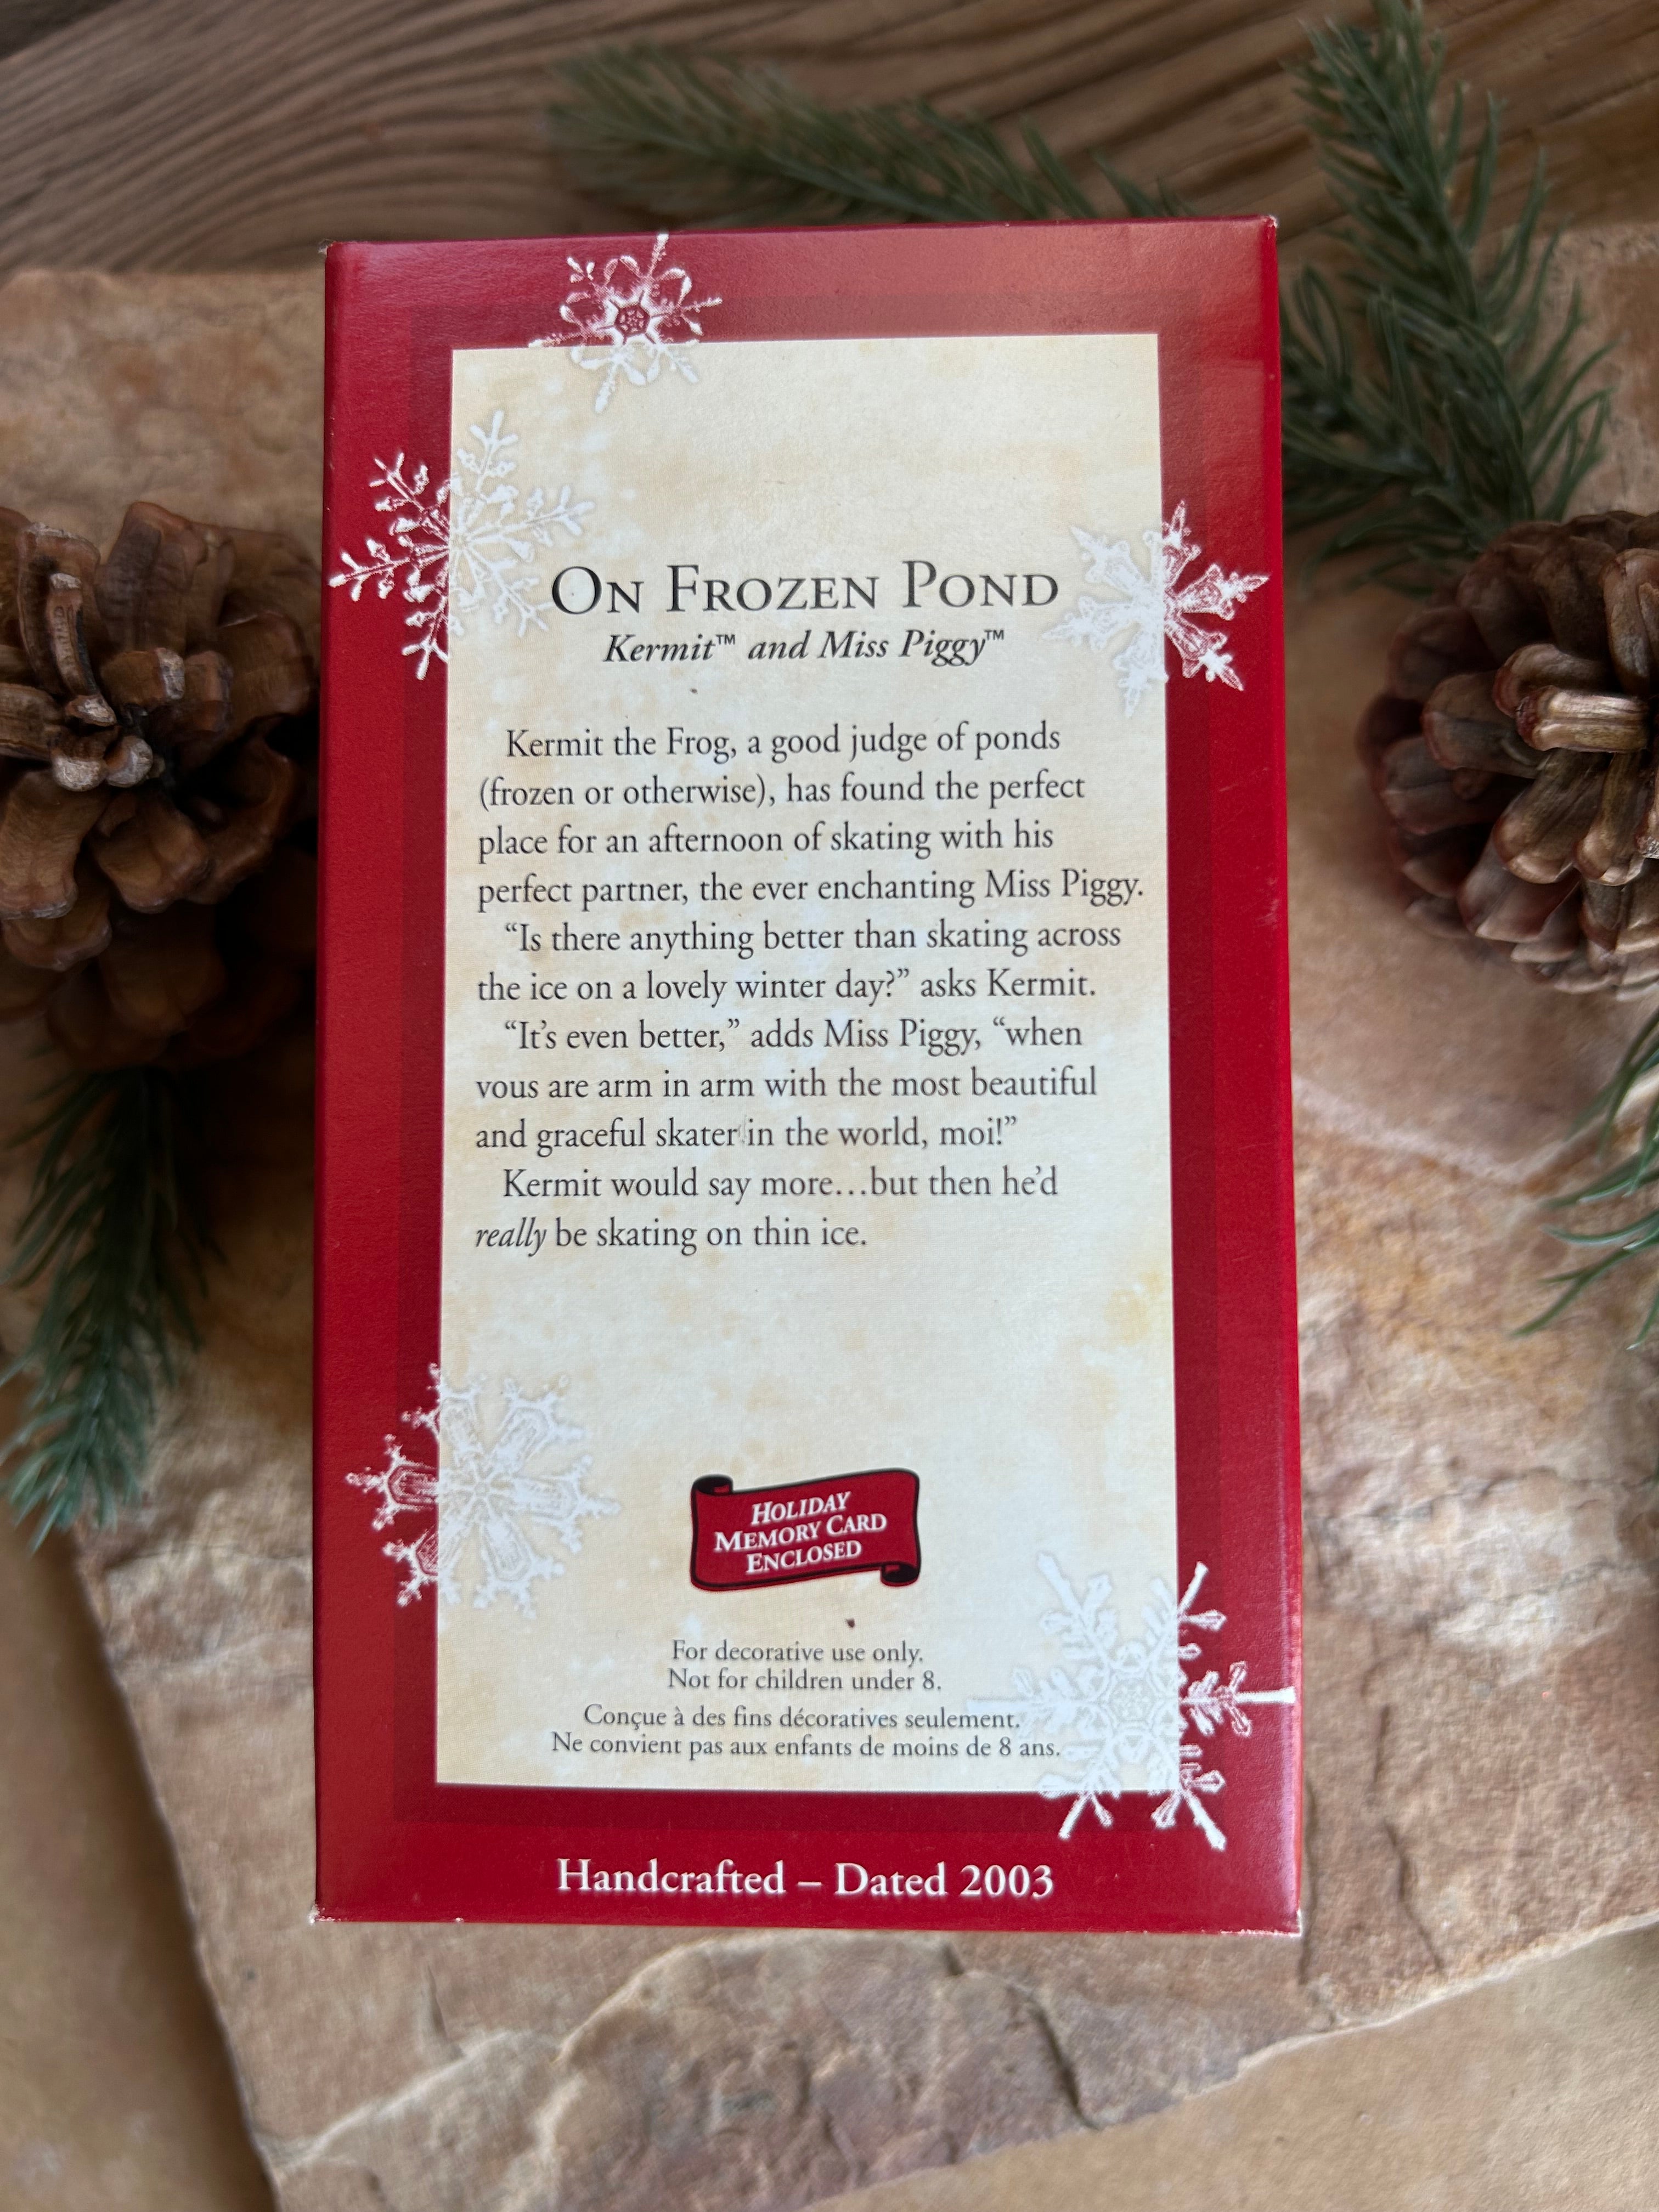 On Frozen Pond
Kermit™ and Miss Piggy™
Kermit the Frog, a good judge of ponds
(frozen or otherwise), has found the perfect
place for an afternoon of skating with his
perfect partner, the ever enchanting Miss Piggy.
“Is there anything better than skating across
the ice on a lovely winter day?” asks Kermit.
“It’s even better,” adds Miss Piggy, “when
vous are arm in arm with the most beautiful
and graceful skater in the world, moi!”
Kermit would say more…but then he’d
really be skating on thin ice.
Holiday
Memory Card
Enclosed
For decorative use only.
Not for children under 8.
Conçue à des fins décoratives seulement.
Ne convient pas aux enfants de moins de 8 ans.
Handcrafted – Dated 2003